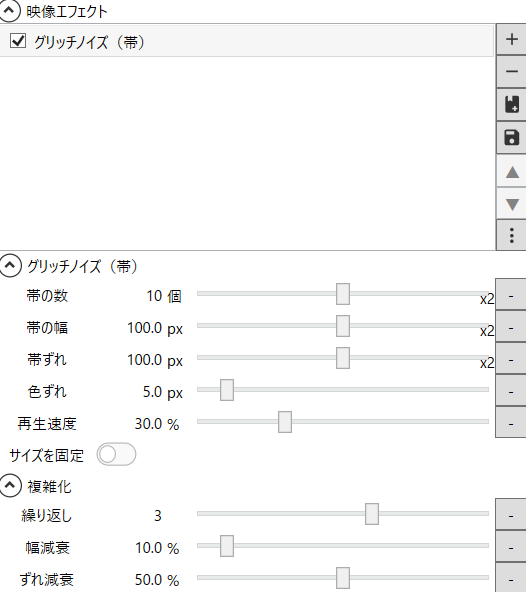 映像エフェクト
グリッチノイズ（帯）
グリッチノイズ（帯）
帯の数 10 個 x2 -
帯の幅 100.0 px x2 -
帯ずれ 100.0 px x2 -
色ずれ 5.0 px -
再生速度 30.0 % -
サイズを固定
複雑化
繰り返し 3 -
幅減衰 10.0 % -
ずれ減衰 50.0 % -